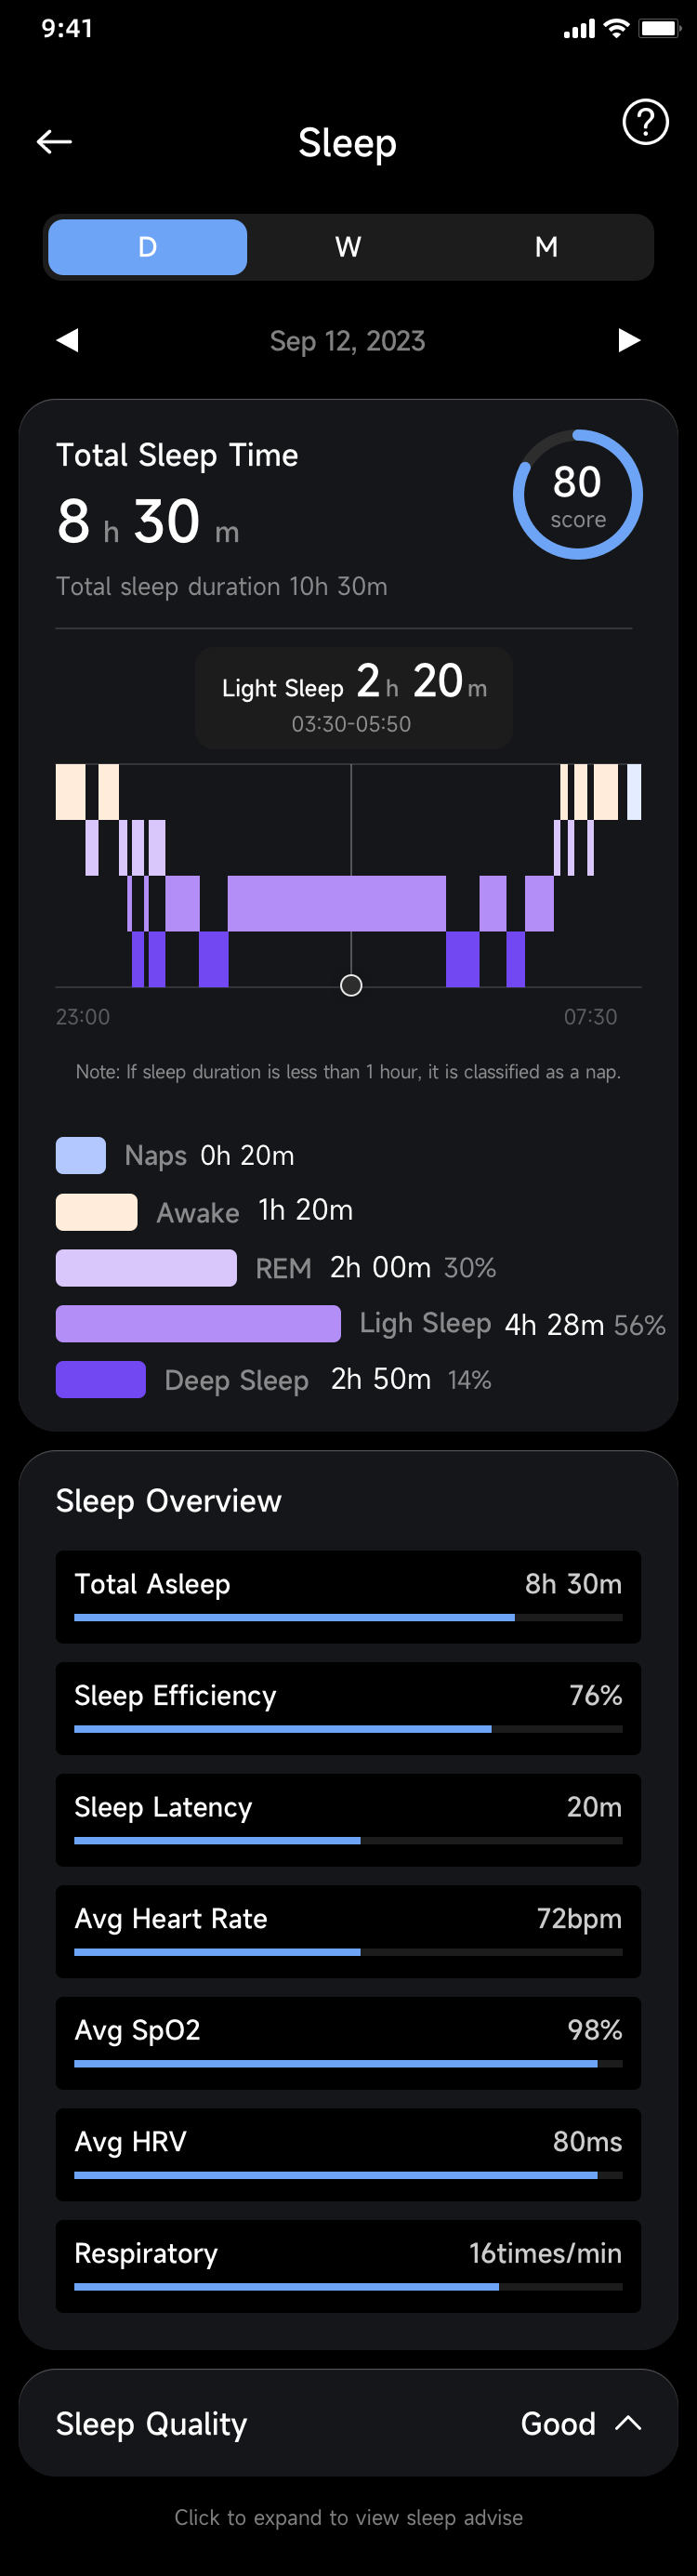 9:41
Sleep
D W M
Sep 12, 2023
Total Sleep Time
8 h 30 m
80
score
Total sleep duration 10h 30m
Light Sleep 2 h 20 m
03:30-05:50
23:00 07:30
Note: If sleep duration is less than 1 hour, it is classified as a nap.
Naps 0h 20m
Awake 1h 20m
REM 2h 00m 30%
Ligh Sleep 4h 28m 56%
Deep Sleep 2h 50m 14%
Sleep Overview
Total Asleep 8h 30m
Sleep Efficiency 76%
Sleep Latency 20m
Avg Heart Rate 72bpm
Avg SpO2 98%
Avg HRV 80ms
Respiratory 16times/min
Sleep Quality Good
Click to expand to view sleep advise